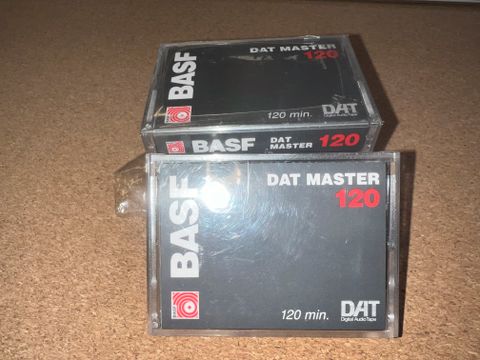 BASF
DAT MASTER
120
120 min.
DAT
BASF
DAT
MASTER
120
BASF
DAT MASTER
120
BASF
120 min.
DAT
Digital Audio Tape